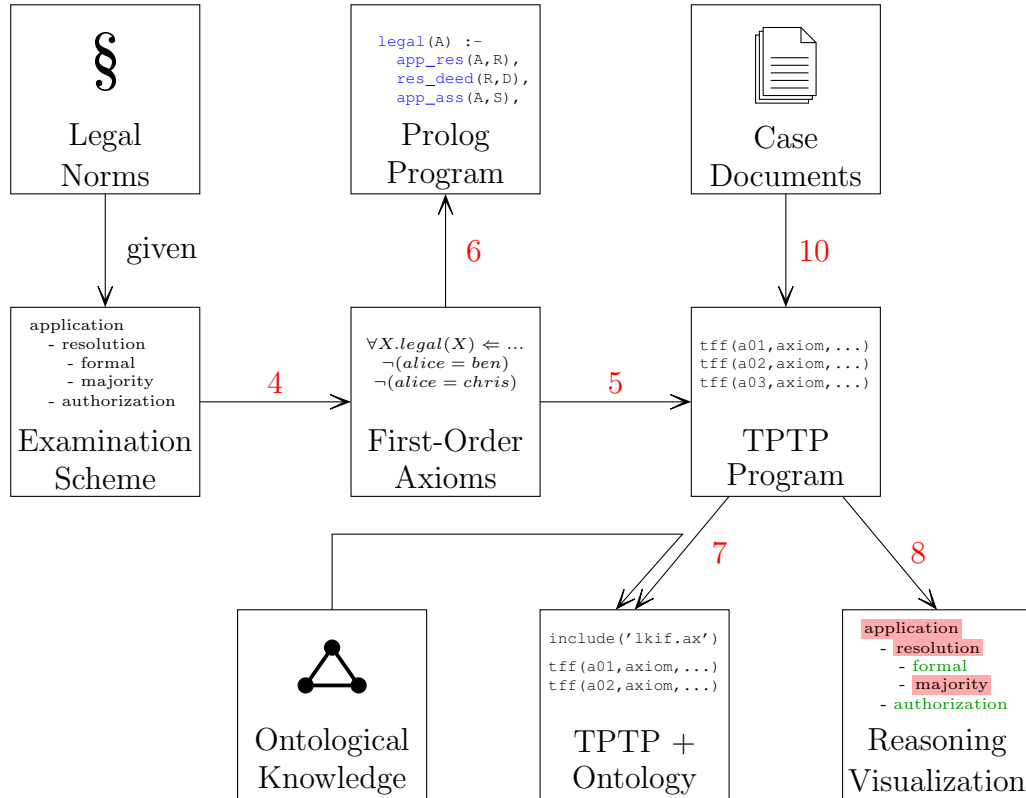 §
Legal
Norms
legal(A) :-
app_res(A,R),
res_deed(R,D),
app_ass(A,S),
Prolog
Program
Case
Documents
given
6
10
application
- resolution
- formal
- majority
- authorization
Examination
Scheme
4
∀X.legal(X) ⇐ ...
¬(alice = ben)
¬(alice = chris)
First-Order
Axioms
5
tff(a01,axiom,...)
tff(a02,axiom,...)
tff(a03,axiom,...)
TPTP
Program
7
8
Ontological
Knowledge
include('lkif.ax')
tff(a01,axiom,...)
tff(a02,axiom,...)
TPTP +
Ontology
application
- resolution
- formal
- majority
- authorization
Reasoning
Visualization